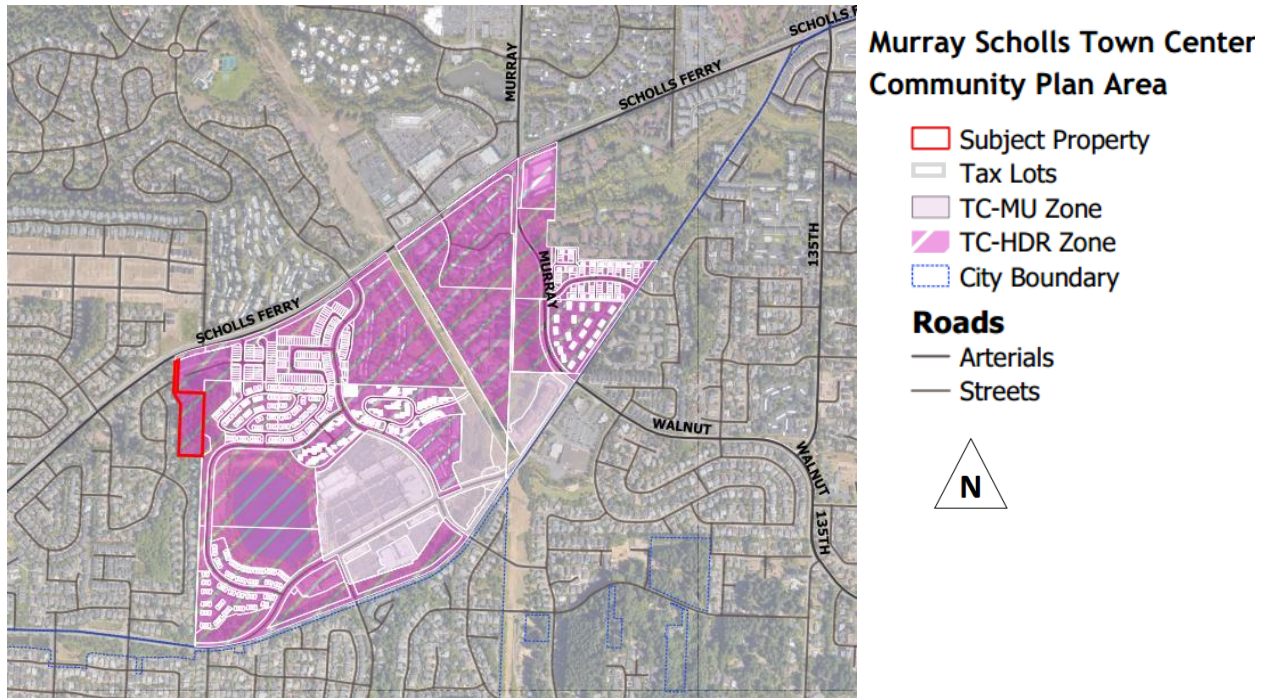 SCHOLLS F
MURRAY
SCHOLLS FERRY
135TH
MURRAY
SCHOLLS FERRY
WALNUT
WALNUT
135TH
Murray Scholls Town Center
Community Plan Area
Subject Property
Tax Lots
TC-MU Zone
TC-HDR Zone
City Boundary
Roads
Arterials
Streets
N